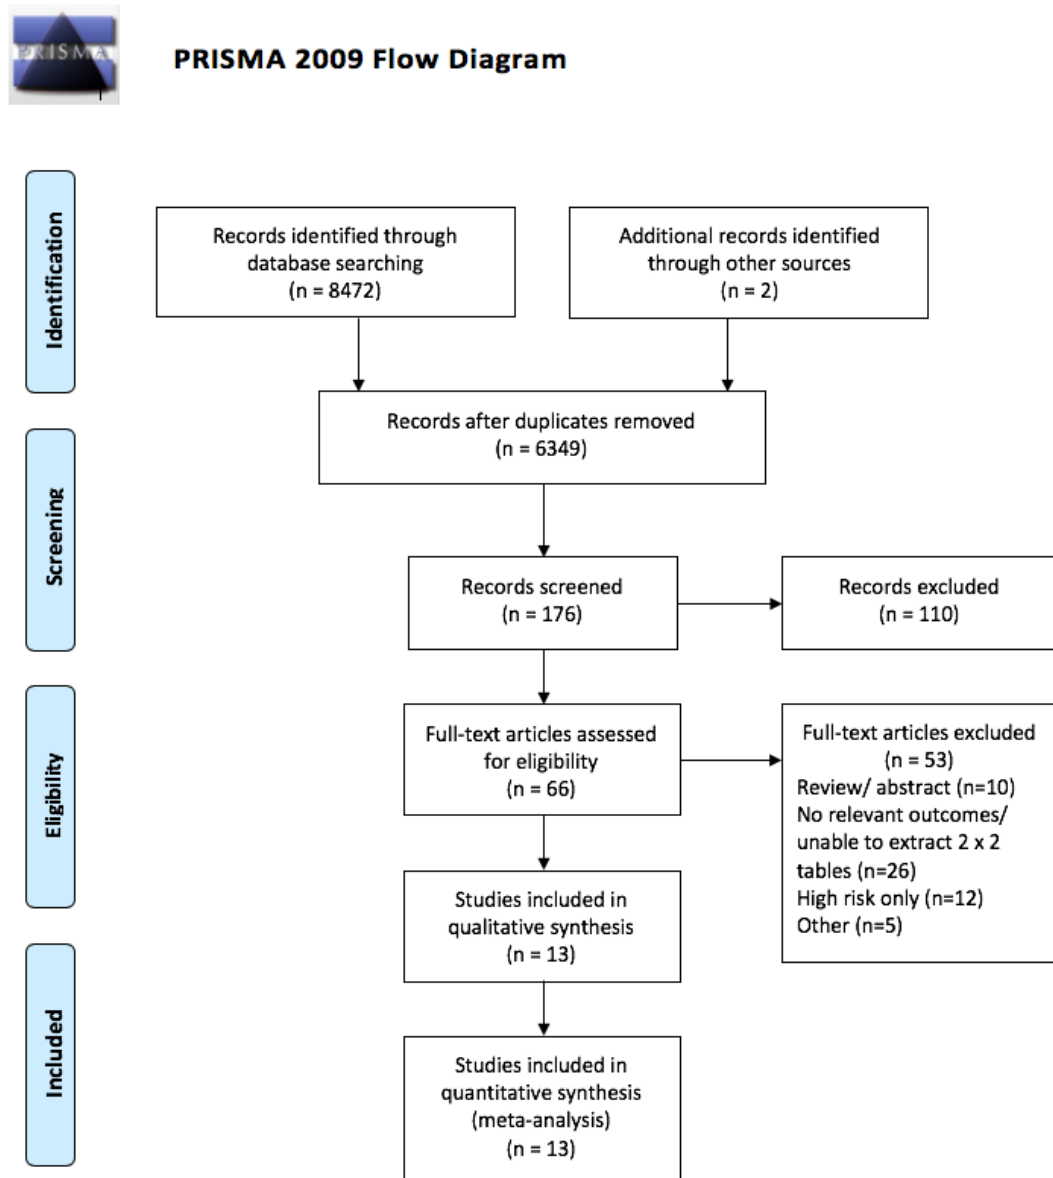 PRISMA
PRISMA 2009 Flow Diagram
Identification
Records identified through
database searching
(n = 8472)
Additional records identified
through other sources
(n = 2)
Records after duplicates removed
(n = 6349)
Screening
Records screened
(n = 176)
Records excluded
(n = 110)
Eligibility
Full-text articles assessed
for eligibility
(n = 66)
Full-text articles excluded
(n = 53)
Review/ abstract (n=10)
No relevant outcomes/
unable to extract 2 x 2
tables (n=26)
High risk only (n=12)
Other (n=5)
Studies included in
qualitative synthesis
(n = 13)
Included
Studies included in
quantitative synthesis
(meta-analysis)
(n = 13)